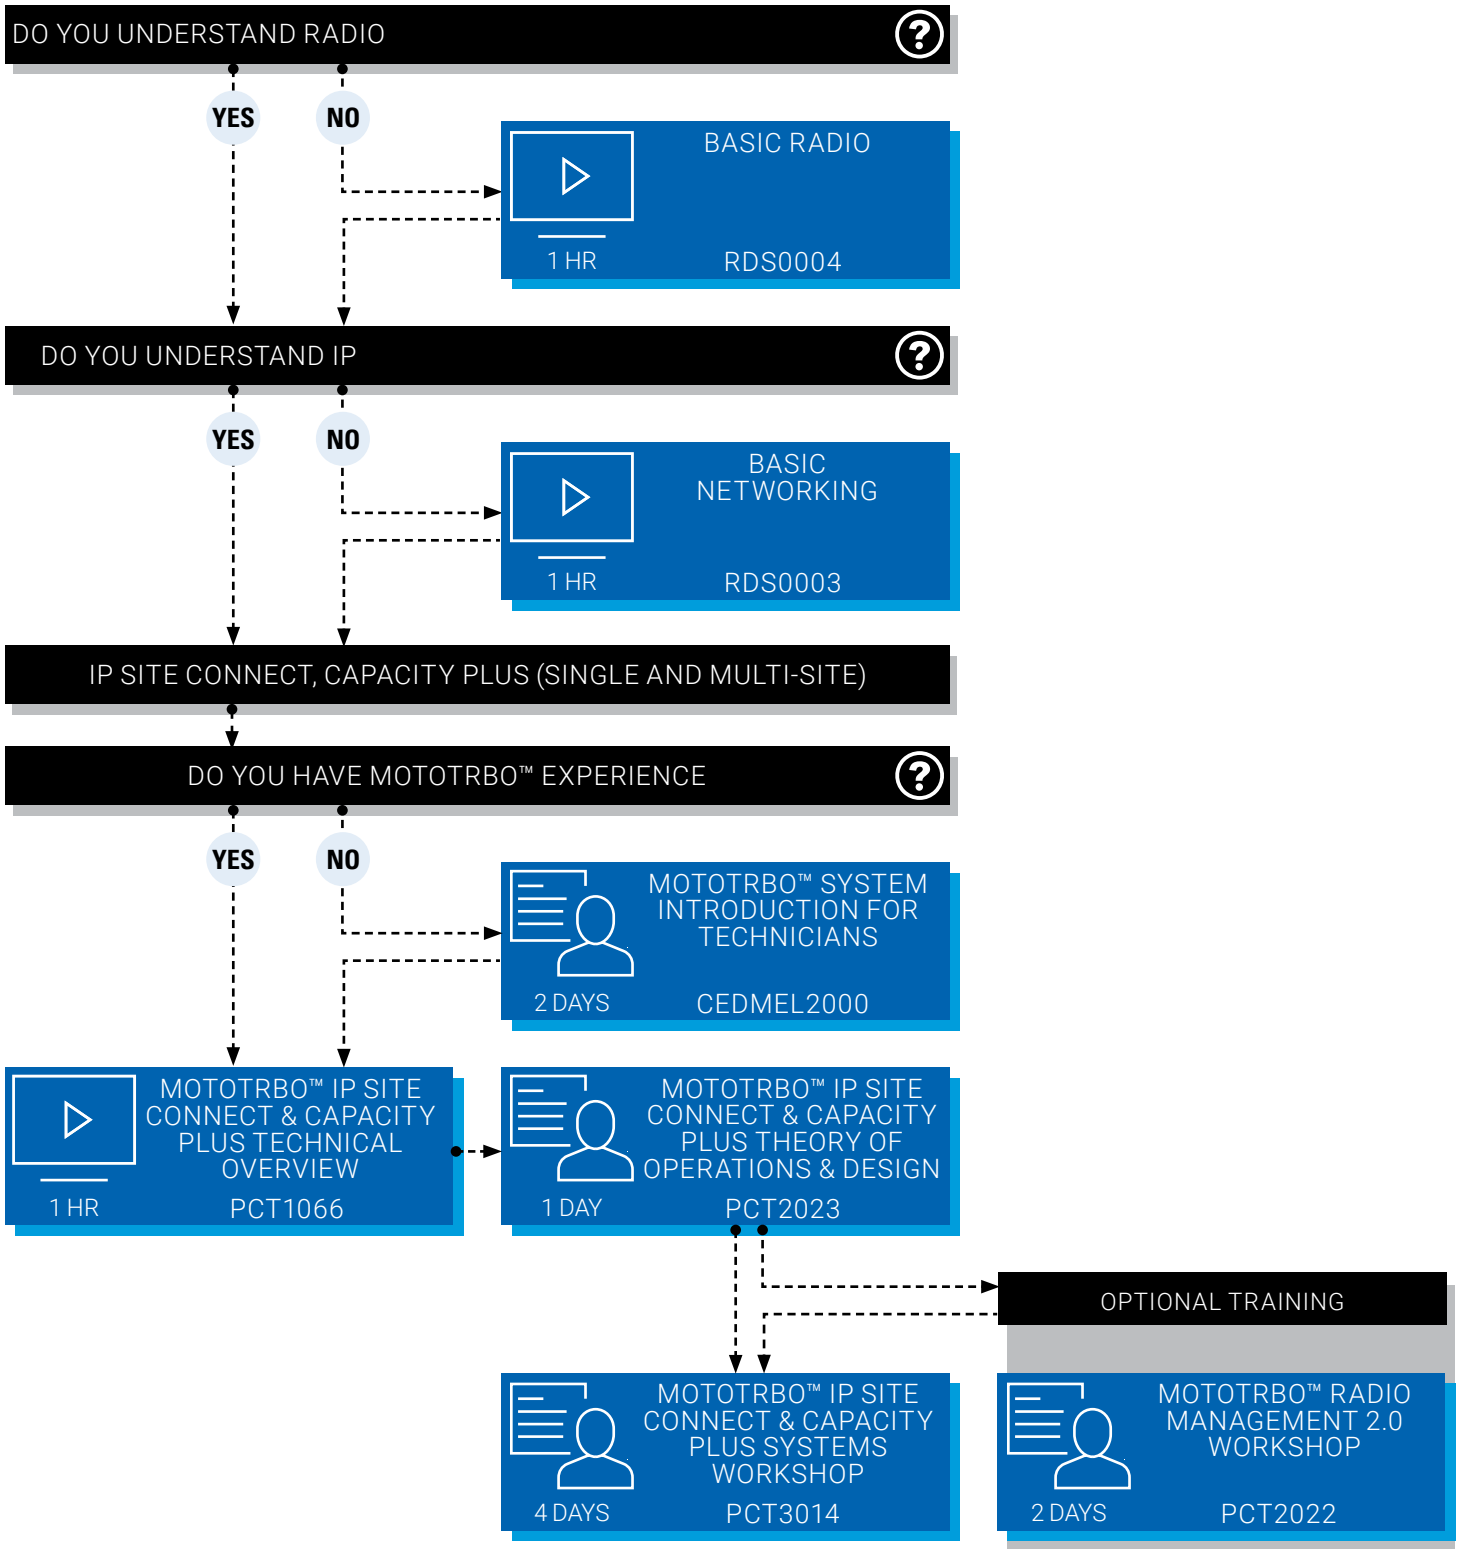 DO YOU UNDERSTAND RADIO
?
YES
NO
BASIC RADIO
1 HR
RDS0004
DO YOU UNDERSTAND IP
?
YES
NO
BASIC
NETWORKING
1 HR
RDS0003
IP SITE CONNECT, CAPACITY PLUS (SINGLE AND MULTI-SITE)
DO YOU HAVE MOTOTRBO™ EXPERIENCE
?
YES
NO
MOTOTRBO™ SYSTEM
INTRODUCTION FOR
TECHNICIANS
2 DAYS
CEDMEL2000
MOTOTRBO™ IP SITE
CONNECT & CAPACITY
PLUS TECHNICAL
OVERVIEW
1 HR
PCT1066
MOTOTRBO™ IP SITE
CONNECT & CAPACITY
PLUS THEORY OF
OPERATIONS & DESIGN
1 DAY
PCT2023
OPTIONAL TRAINING
MOTOTRBO™ IP SITE
CONNECT & CAPACITY
PLUS SYSTEMS
WORKSHOP
4 DAYS
PCT3014
MOTOTRBO™ RADIO
MANAGEMENT 2.0
WORKSHOP
2 DAYS
PCT2022